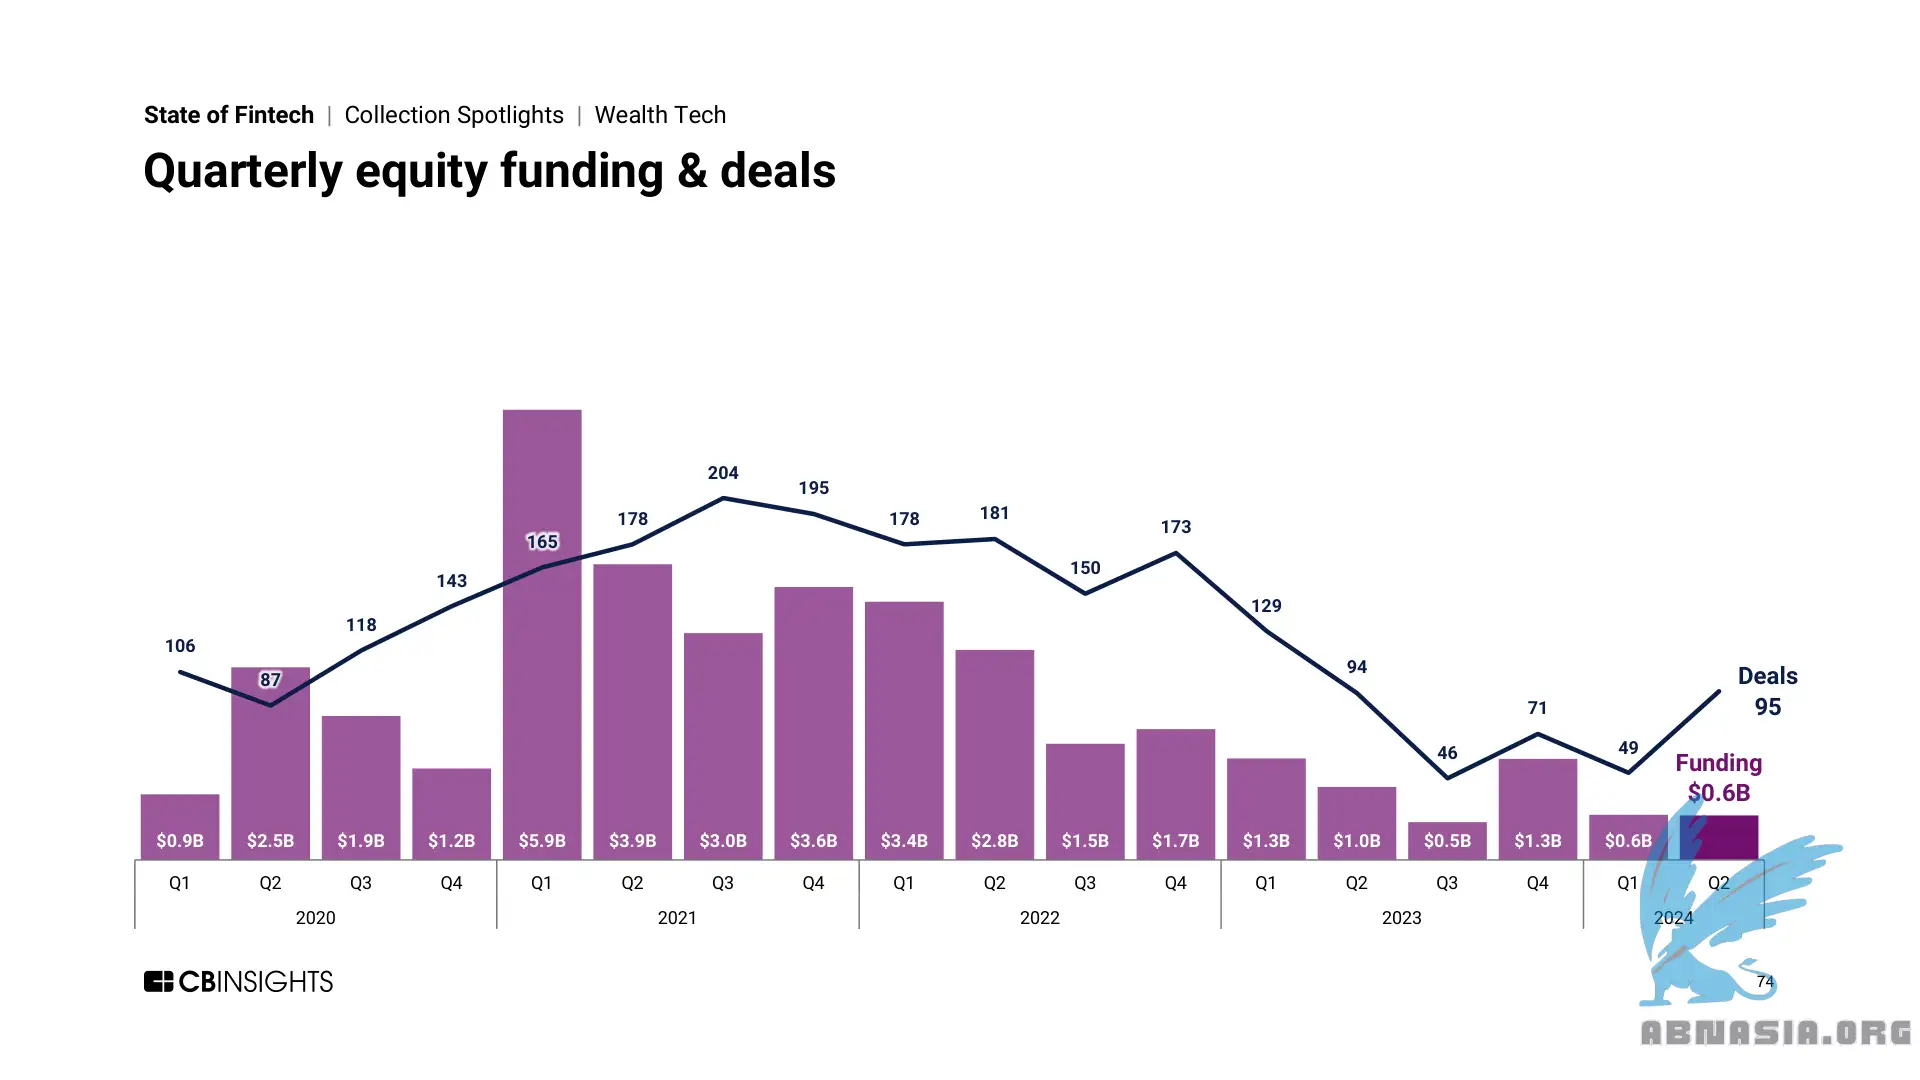 State of Fintech | Collection Spotlights | Wealth Tech
Quarterly equity funding & deals
106
87
118
143
165
178
204
195
178
181
150
173
129
94
46
71
49
Deals
95
Funding
$0.6B
$0.9B
$2.5B
$1.9B
$1.2B
$5.9B
$3.9B
$3.0B
$3.6B
$3.4B
$2.8B
$1.5B
$1.7B
$1.3B
$1.0B
$0.5B
$1.3B
$0.6B
Q1 Q2 Q3 Q4 Q1 Q2 Q3 Q4 Q1 Q2 Q3 Q4 Q1 Q2 Q3 Q4 Q1 Q2
2020 2021 2022 2023 2024
CBINSIGHTS
74
ABNASIA.ORG